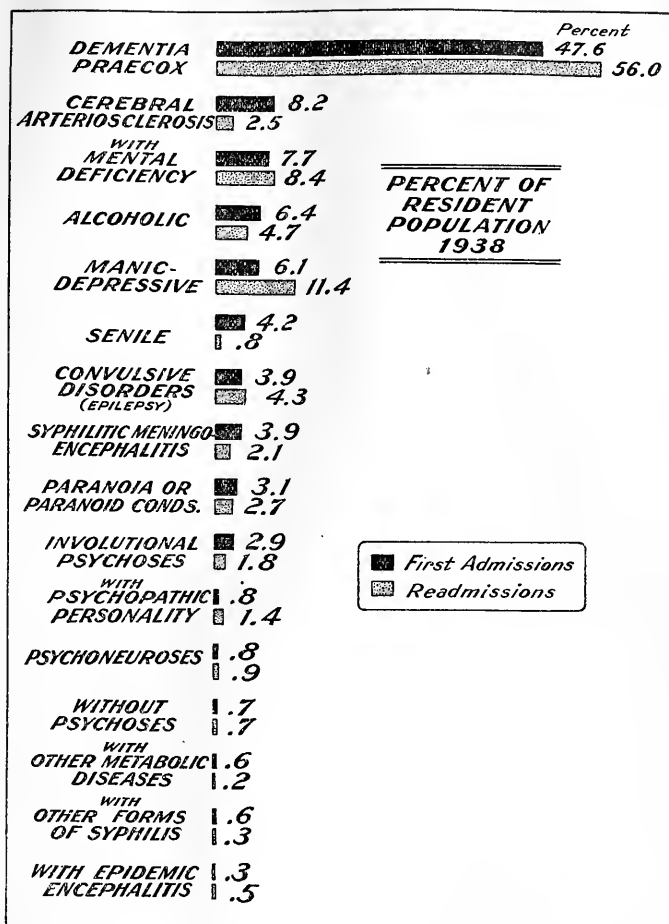 Percent
DEMENTIA 47.6
PRAECOX 56.0
CEREBRAL 8.2
ARTERIOSCLEROSIS 2.5
WITH
MENTAL 7.7
DEFICIENCY 8.4
PERCENT OF
RESIDENT
POPULATION
1938
ALCOHOLIC 6.4
4.7
MANIC- 6.1
DEPRESSIVE 11.4
SENILE 4.2
.8
CONVULSIVE 3.9
DISORDERS 4.3
(EPILEPSY)
SYPHILITIC MENINGO- 3.9
ENCEPHALITIS 2.1
PARANOIA OR 3.1
PARANOID CONDS. 2.7
INVOLUTIONAL 2.9
PSYCHOSES 1.8
First Admissions
Readmissions
WITH
PSYCHOPATHIC .8
PERSONALITY 1.4
PSYCHONEUROSES .8
.9
WITHOUT .7
PSYCHOSES .7
WITH
OTHER METABOLIC .6
DISEASES .2
WITH
OTHER FORMS .6
OF SYPHILIS .3
WITH EPIDEMIC .3
ENCEPHALITIS .5